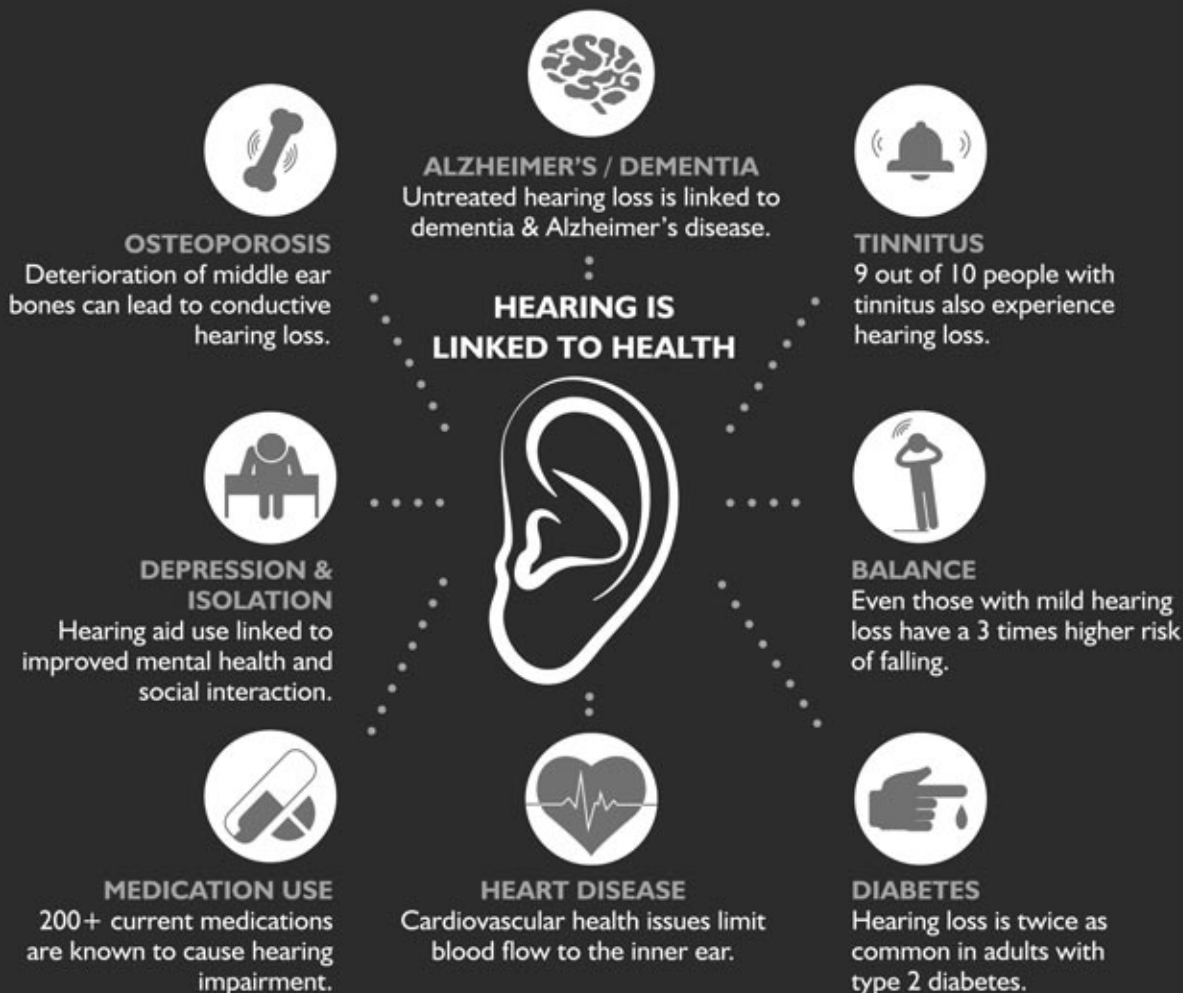 ALZHEIMER'S / DEMENTIA
Untreated hearing loss is linked to
dementia & Alzheimer's disease.
OSTEOPOROSIS
Deterioration of middle ear
bones can lead to conductive
hearing loss.
TINNITUS
9 out of 10 people with
tinnitus also experience
hearing loss.
HEARING IS
LINKED TO HEALTH
DEPRESSION &
ISOLATION
Hearing aid use linked to
improved mental health and
social interaction.
BALANCE
Even those with mild hearing
loss have a 3 times higher risk
of falling.
MEDICATION USE
200+ current medications
are known to cause hearing
impairment.
HEART DISEASE
Cardiovascular health issues limit
blood flow to the inner ear.
DIABETES
Hearing loss is twice as
common in adults with
type 2 diabetes.